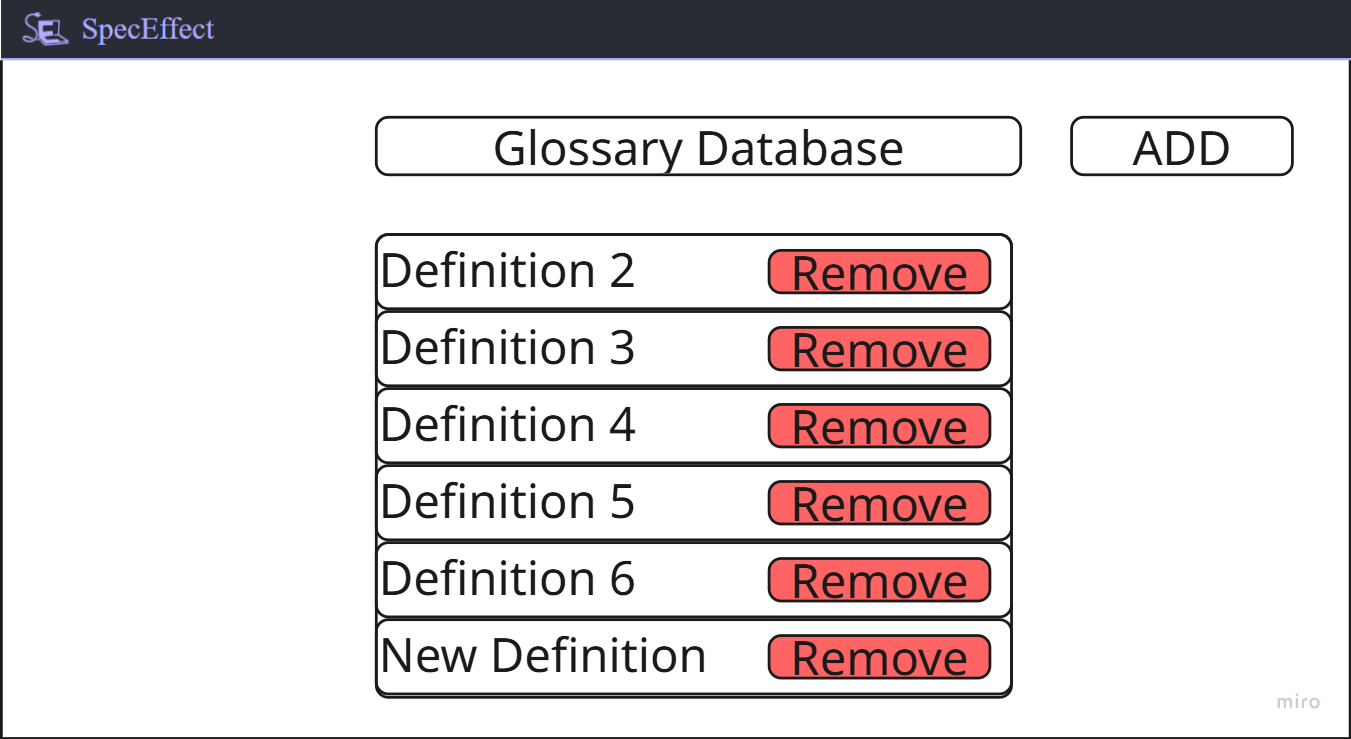 SEL SpecEffect
Glossary Database ADD
Definition 2 Remove
Definition 3 Remove
Definition 4 Remove
Definition 5 Remove
Definition 6 Remove
New Definition Remove
miro